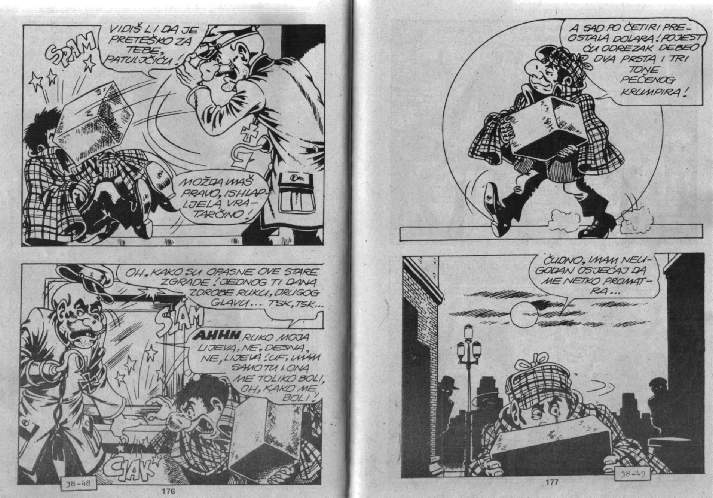 VIDIŠ LI DA JE
PRETEŠKO ZA
TEBE,
PATULJČIĆU!
SPAM
MOŽDA IMAŠ
PRAVO, ISHLAP-
LJELA VRA-
TARČINO!
OH, KAKO SU OPASNE OVE STARE
ZGRADE! JEDNOG TI DANA
ZDROBE RUKU, DRUGOG
GLAVU... TSK, TSK...
AHHH RUKO MOJA
LIJEVA, NE, DESNA,
NE, LIJEVA! UF, IMAM
SAMO TU I ONA
ME TOLIKO BOLI,
OH, KAKO ME
BOLI!
CIAK
38-48
176
A SAD PO ČETIRI PRE-
OSTALA DOLARA! POJEST
ĆU ODREZAK DEBEO
DVA PRSTA I TRI
TONE
PEČENOG
KRUMPIRA!
ČUDNO, IMAM NEU-
GODAN OSJEĆAJ DA
ME NETKO PROMAT-
RA...
38-49
177